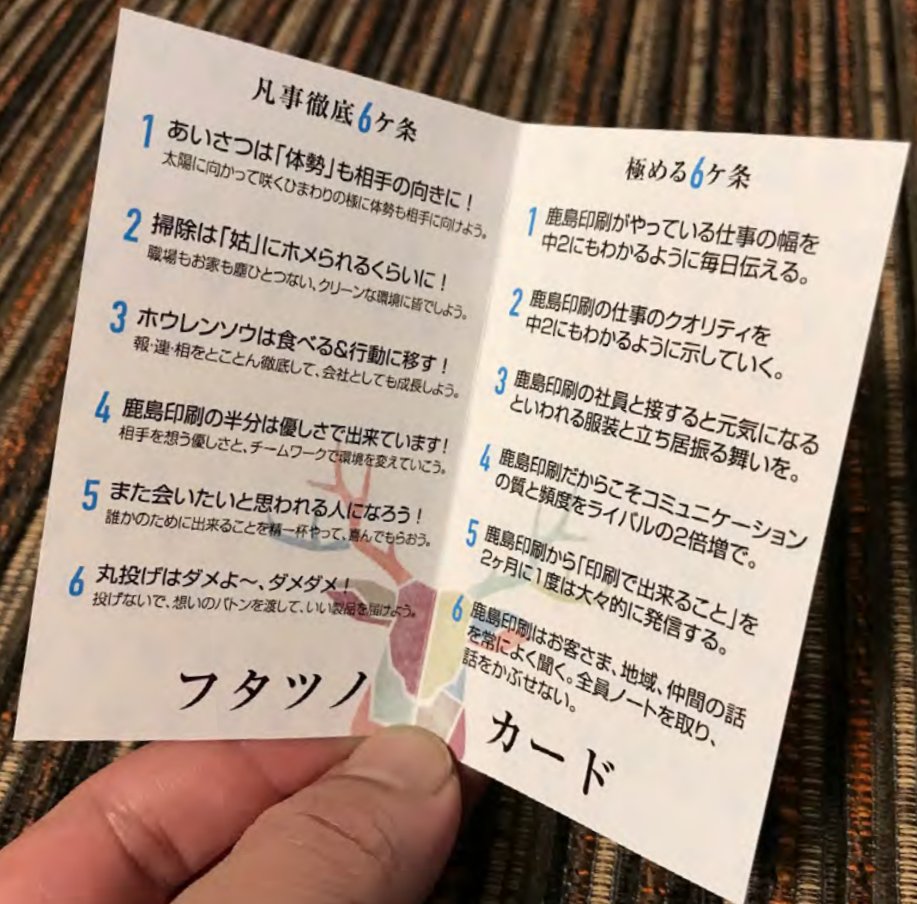 凡事徹底6ケ条
1 あいさつは「体勢」も相手の向きに！
太陽に向かって咲くひまわりの様に体勢も相手に向けよう。
2 掃除は「姑」にホメられるくらいに！
職場もお家も塵ひとつない、クリーンな環境に皆でしよう。
3 ホウレンソウは食べる&行動に移す！
報・連・相をとことん徹底して、会社としても成長しよう。
4 鹿島印刷の半分は優しさで出来ています！
相手を想う優しさと、チームワークで環境を変えていこう。
5 また会いたいと思われる人になろう！
誰かのために出来ることを精一杯やって、喜んでもらおう。
6 丸投げはダメよ～、ダメダメ！
投げないで、想いのバトンを渡して、いい製品を届けよう。
フタツノ
極める6ケ条
1 鹿島印刷がやっている仕事の幅を
中2にもわかるように毎日伝える。
2 鹿島印刷の仕事のクオリティを
中2にもわかるように示していく。
3 鹿島印刷の社員と接すると元気になる
といわれる服装と立ち居振る舞いを。
4 鹿島印刷だからこそコミュニケーション
の質と頻度をライバルの2倍増で。
5 鹿島印刷から「印刷で出来ること」を
2ヶ月に1度は大々的に発信する。
6 鹿島印刷はお客さま、地域、仲間の話
を常によく聞く。全員ノートを取り、
話をかぶせない。
カード